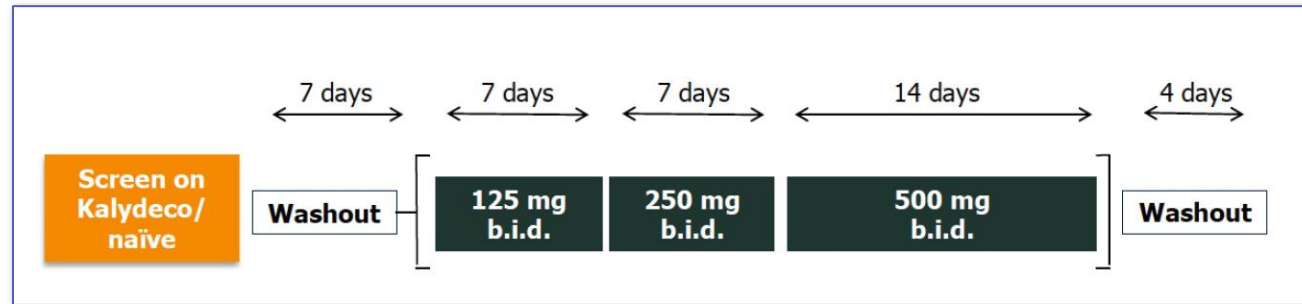 7 days
7 days
7 days
14 days
4 days
Screen on
Kalydeco/
naïve
Washout
125 mg
b.i.d.
250 mg
b.i.d.
500 mg
b.i.d.
Washout